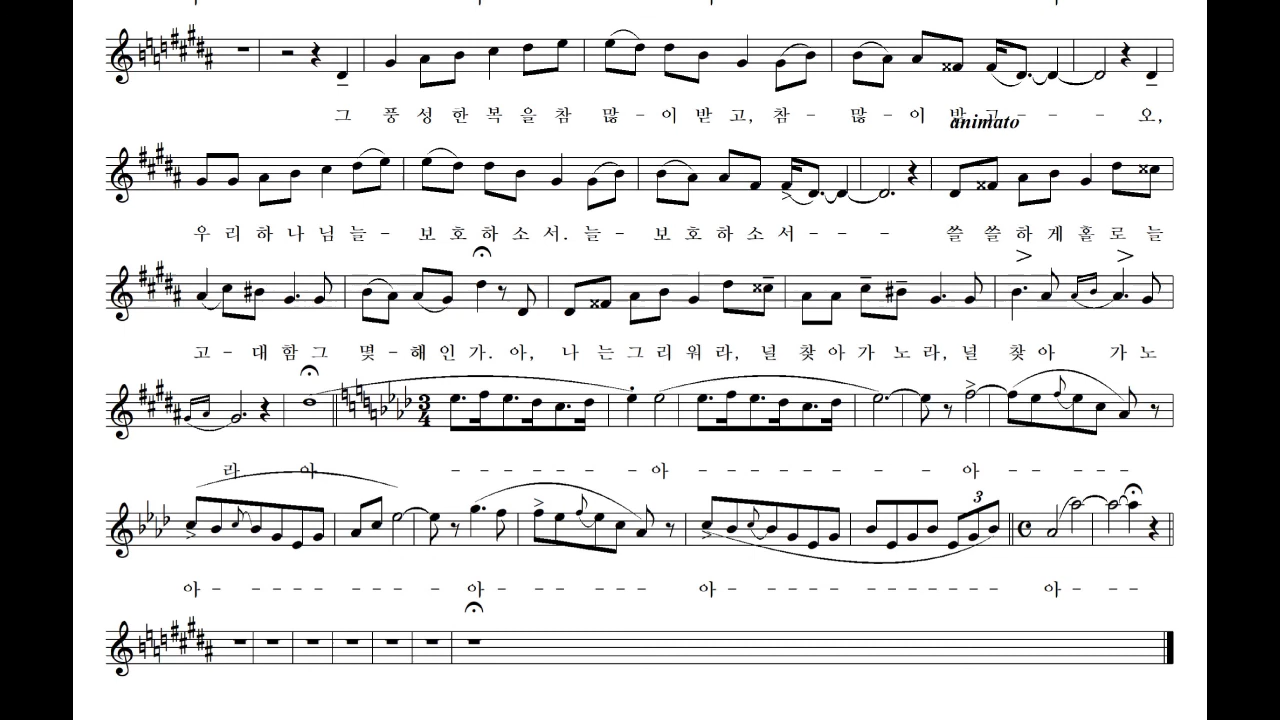 그 풍 성 한 복 을 참 많 - 이 받 고, 참 - 많 - 이 받 고 - - - 오,
animato
우 리 하 나 님 늘 - 보 호 하 소 서. 늘 - 보 호 하 소 서 - - - 쓸 쓸 하 게 홀 로 늘
고 - 대 함 그 몇 - 해 인 가. 아, 나 는 그 리 워 라, 널 찾 아 가 노 라, 널 찾 아 가 노
3 4
라 아 - - - - - - - 아 - - - - - - - 아 - - - - -
3
아 - - - - - - - - - 아 - - - - - - 아 - - - - - - - - - 아 - - -